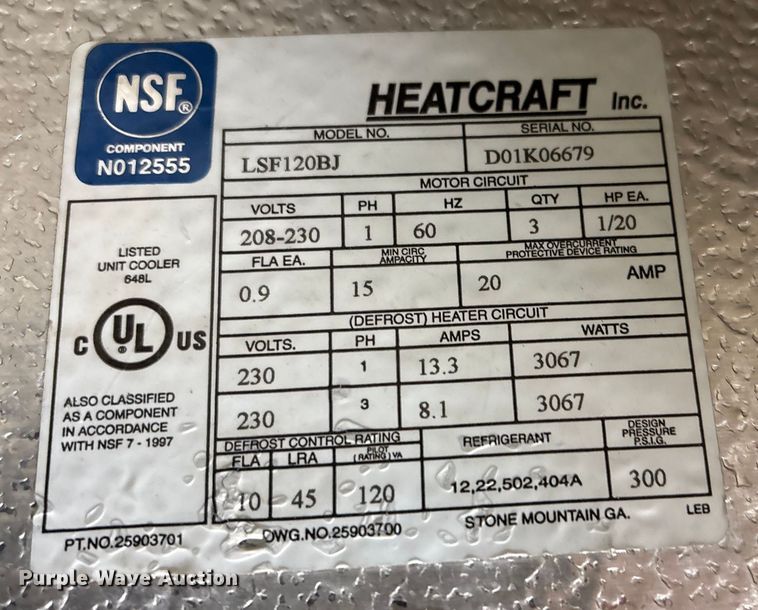 NSF®
COMPONENT
N012555
HEATCRAFT Inc.
MODEL NO. SERIAL NO.
LSF120BJ D01K06679
MOTOR CIRCUIT
VOLTS PH HZ QTY HP EA.
208-230 1 60 3 1/20
FLA EA. MIN CIRC AMPACITY MAX OVERCURRENT PROTECTIVE DEVICE RATING
0.9 15 20 AMP
(DEFROST) HEATER CIRCUIT
VOLTS. PH AMPS WATTS
230 1 13.3 3067
230 3 8.1 3067
DEFROST CONTROL RATING REFRIGERANT DESIGN PRESSURE P.S.I.G.
FLA LRA PILOT (RATING) VA
10 45 120 12,22,502,404A 300
LISTED
UNIT COOLER
648L
C UL® US
ALSO CLASSIFIED
AS A COMPONENT
IN ACCORDANCE
WITH NSF 7 - 1997
PT.NO.25903701 DWG.NO.25903700 STONE MOUNTAIN GA. LEB
Purple Wave Auction